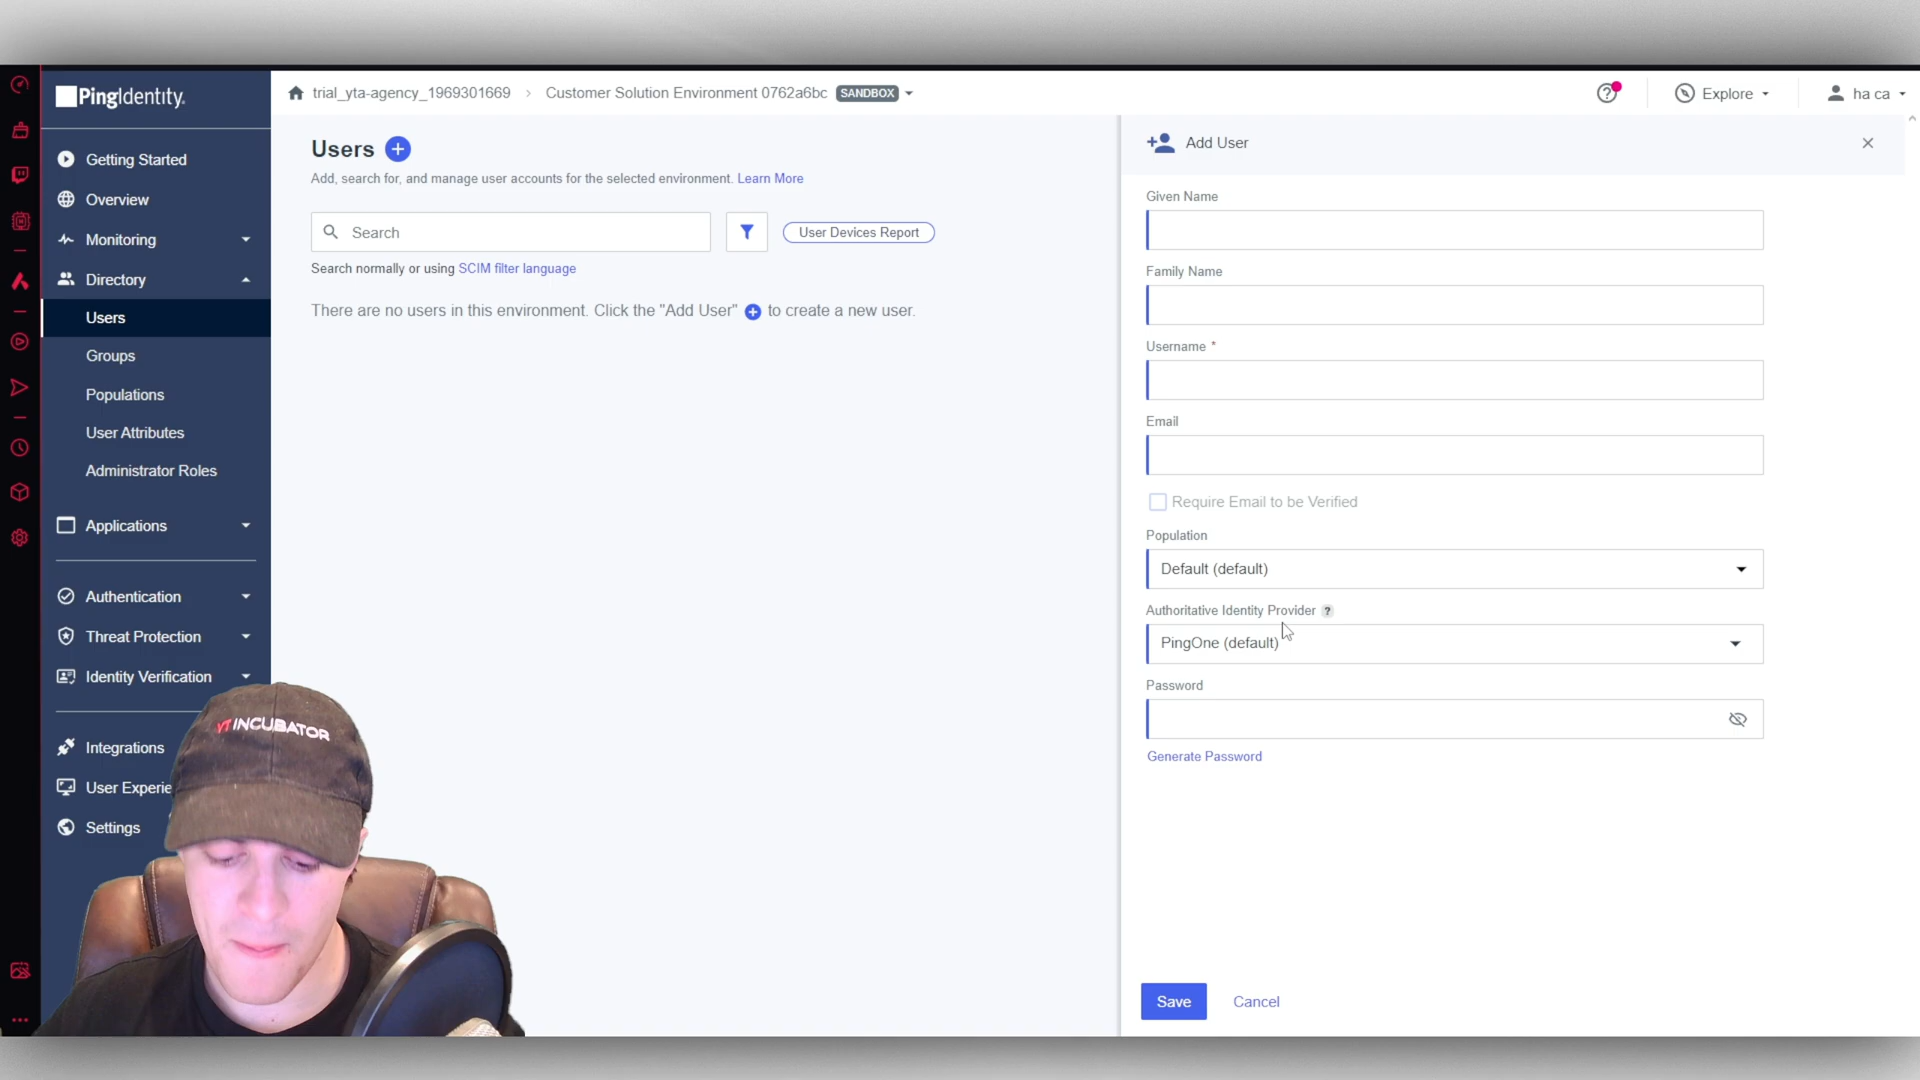 PingIdentity.
trial_yta-agency_1969301669 > Customer Solution Environment 0762a6bc SANDBOX
Explore
ha ca
Getting Started
Overview
Monitoring
Directory
Users
Groups
Populations
User Attributes
Administrator Roles
Applications
Authentication
Threat Protection
Identity Verification
Integrations
User Experie
Settings
Users
Add, search for, and manage user accounts for the selected environment. Learn More
Search
User Devices Report
Search normally or using SCIM filter language
There are no users in this environment. Click the "Add User" + to create a new user.
Add User
Given Name
Family Name
Username *
Email
Require Email to be Verified
Population
Default (default)
Authoritative Identity Provider ?
PingOne (default)
Password
Generate Password
Save
Cancel
YT INCUBATOR